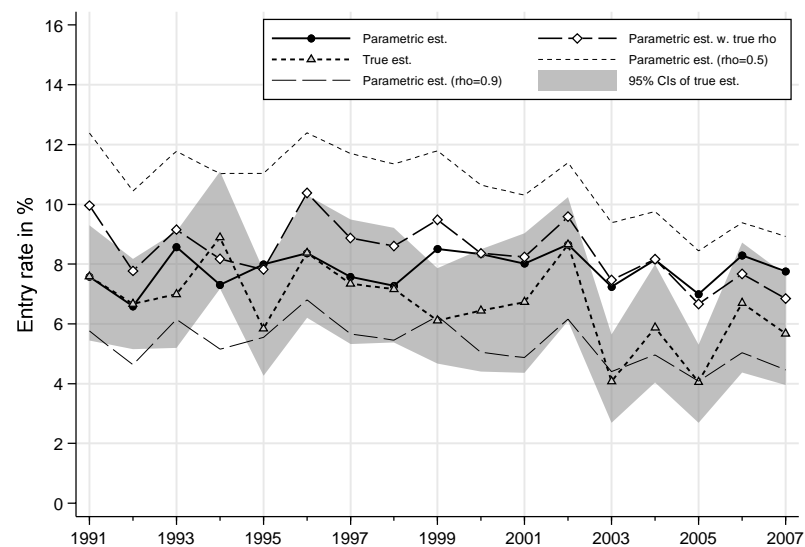 16
14
12
10
8
6
4
2
0
Entry rate in %
Parametric est.
Parametric est. w. true rho
True est.
Parametric est. (rho=0.5)
Parametric est. (rho=0.9)
95% CIs of true est.
1991 1993 1995 1997 1999 2001 2003 2005 2007